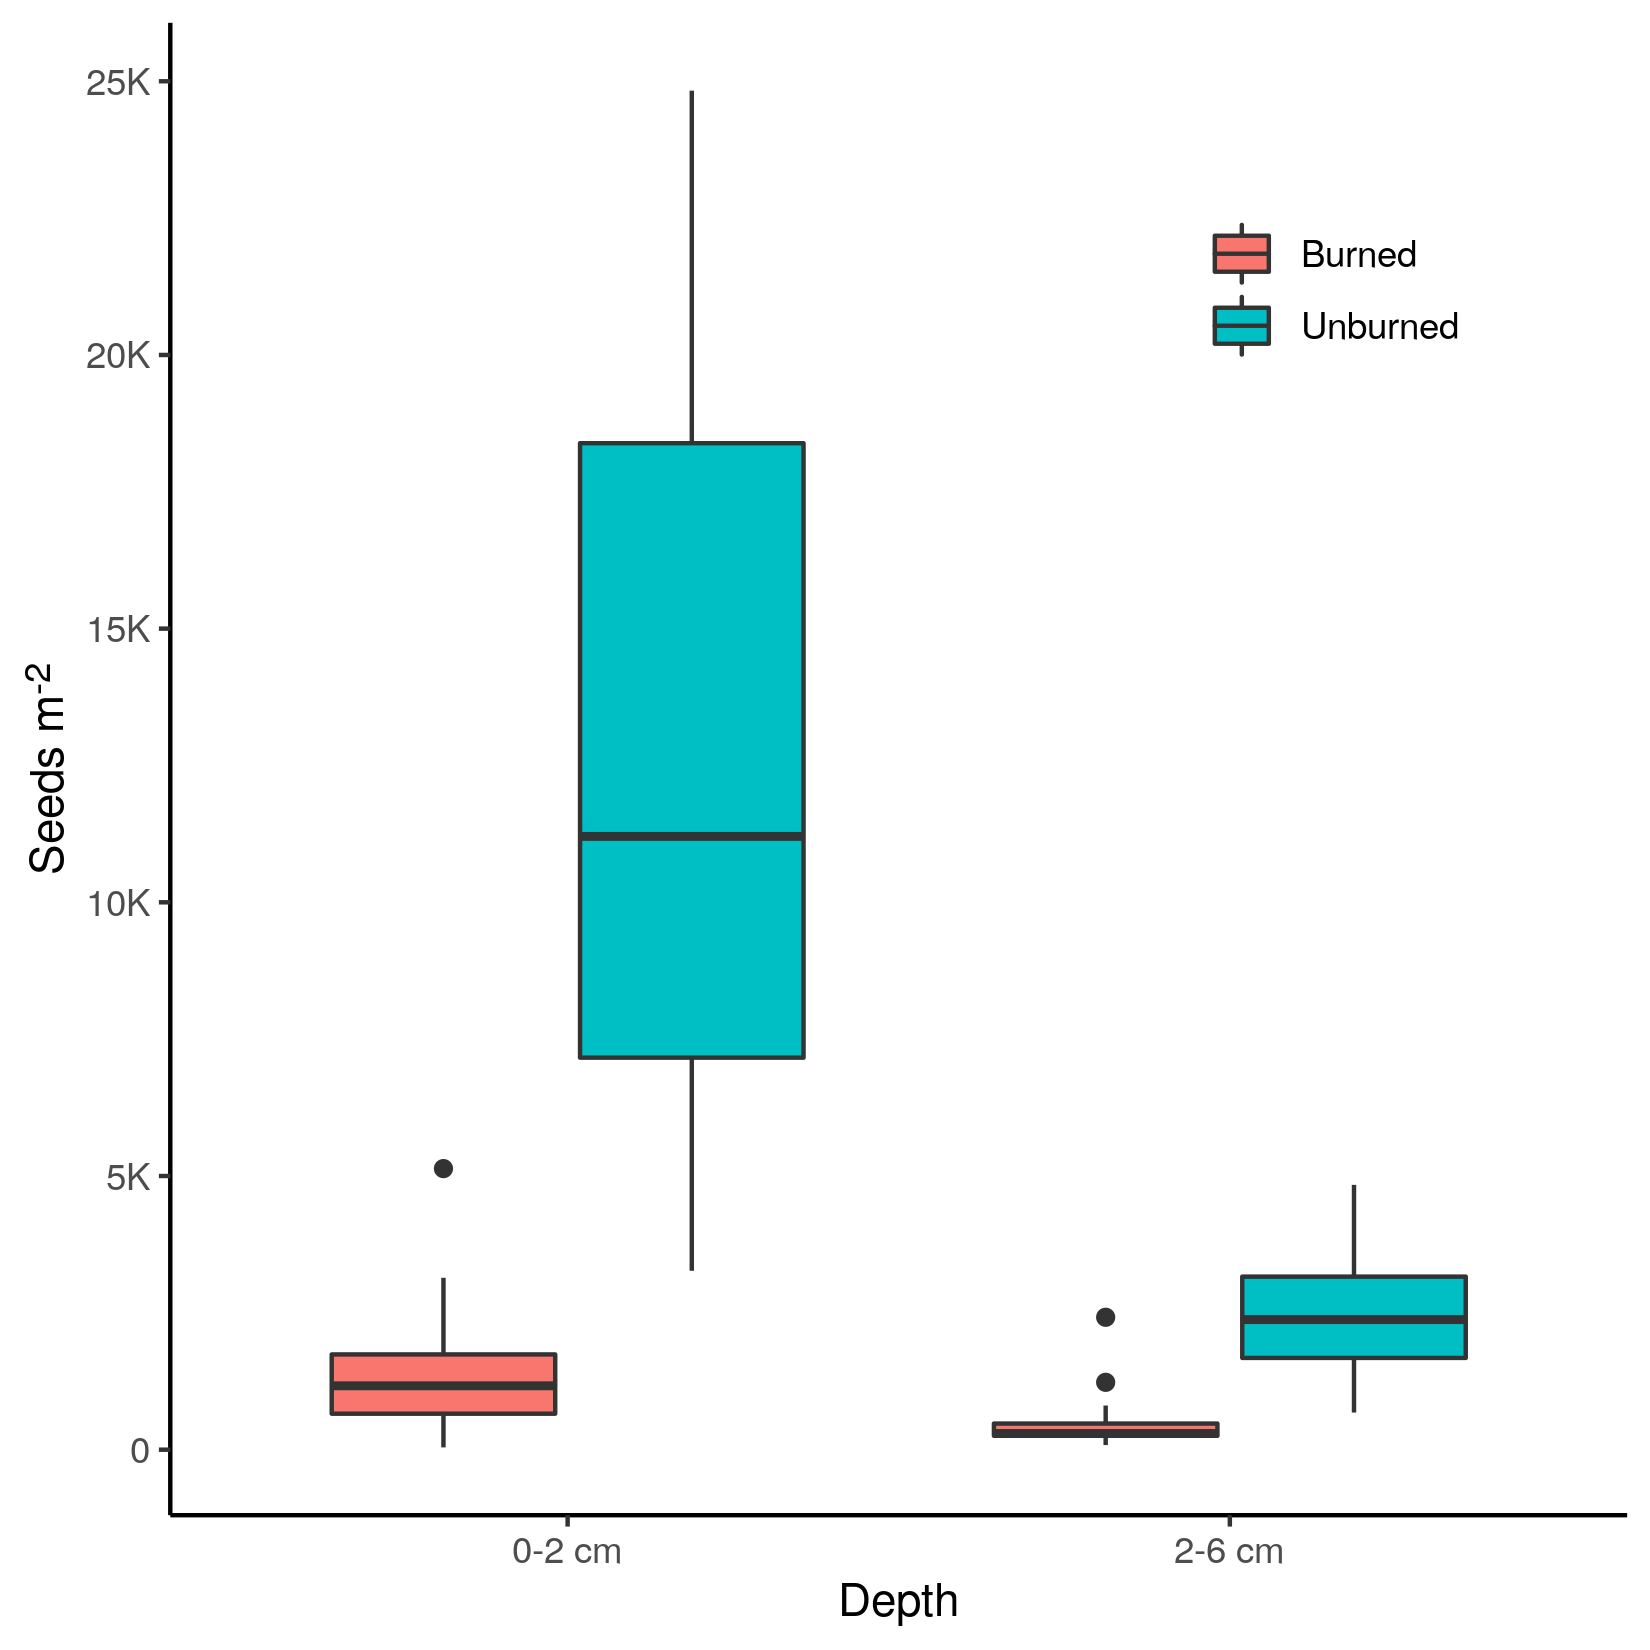 25K
20K
15K
10K
5K
0
Seeds m-2
Burned
Unburned
0-2 cm
2-6 cm
Depth